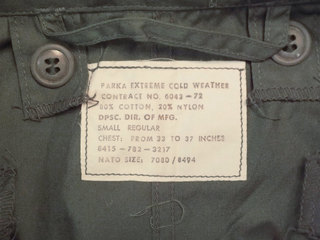 PARKA EXTREME COLD WEATHER
CONTRACT NO. 6042-72
80% COTTON, 20% NYLON
DPSC. DIR. OF MFG.
SMALL REGULAR
CHEST: FROM 33 TO 37 INCHES
8415-782-3217
NATO SIZE: 7080/8494